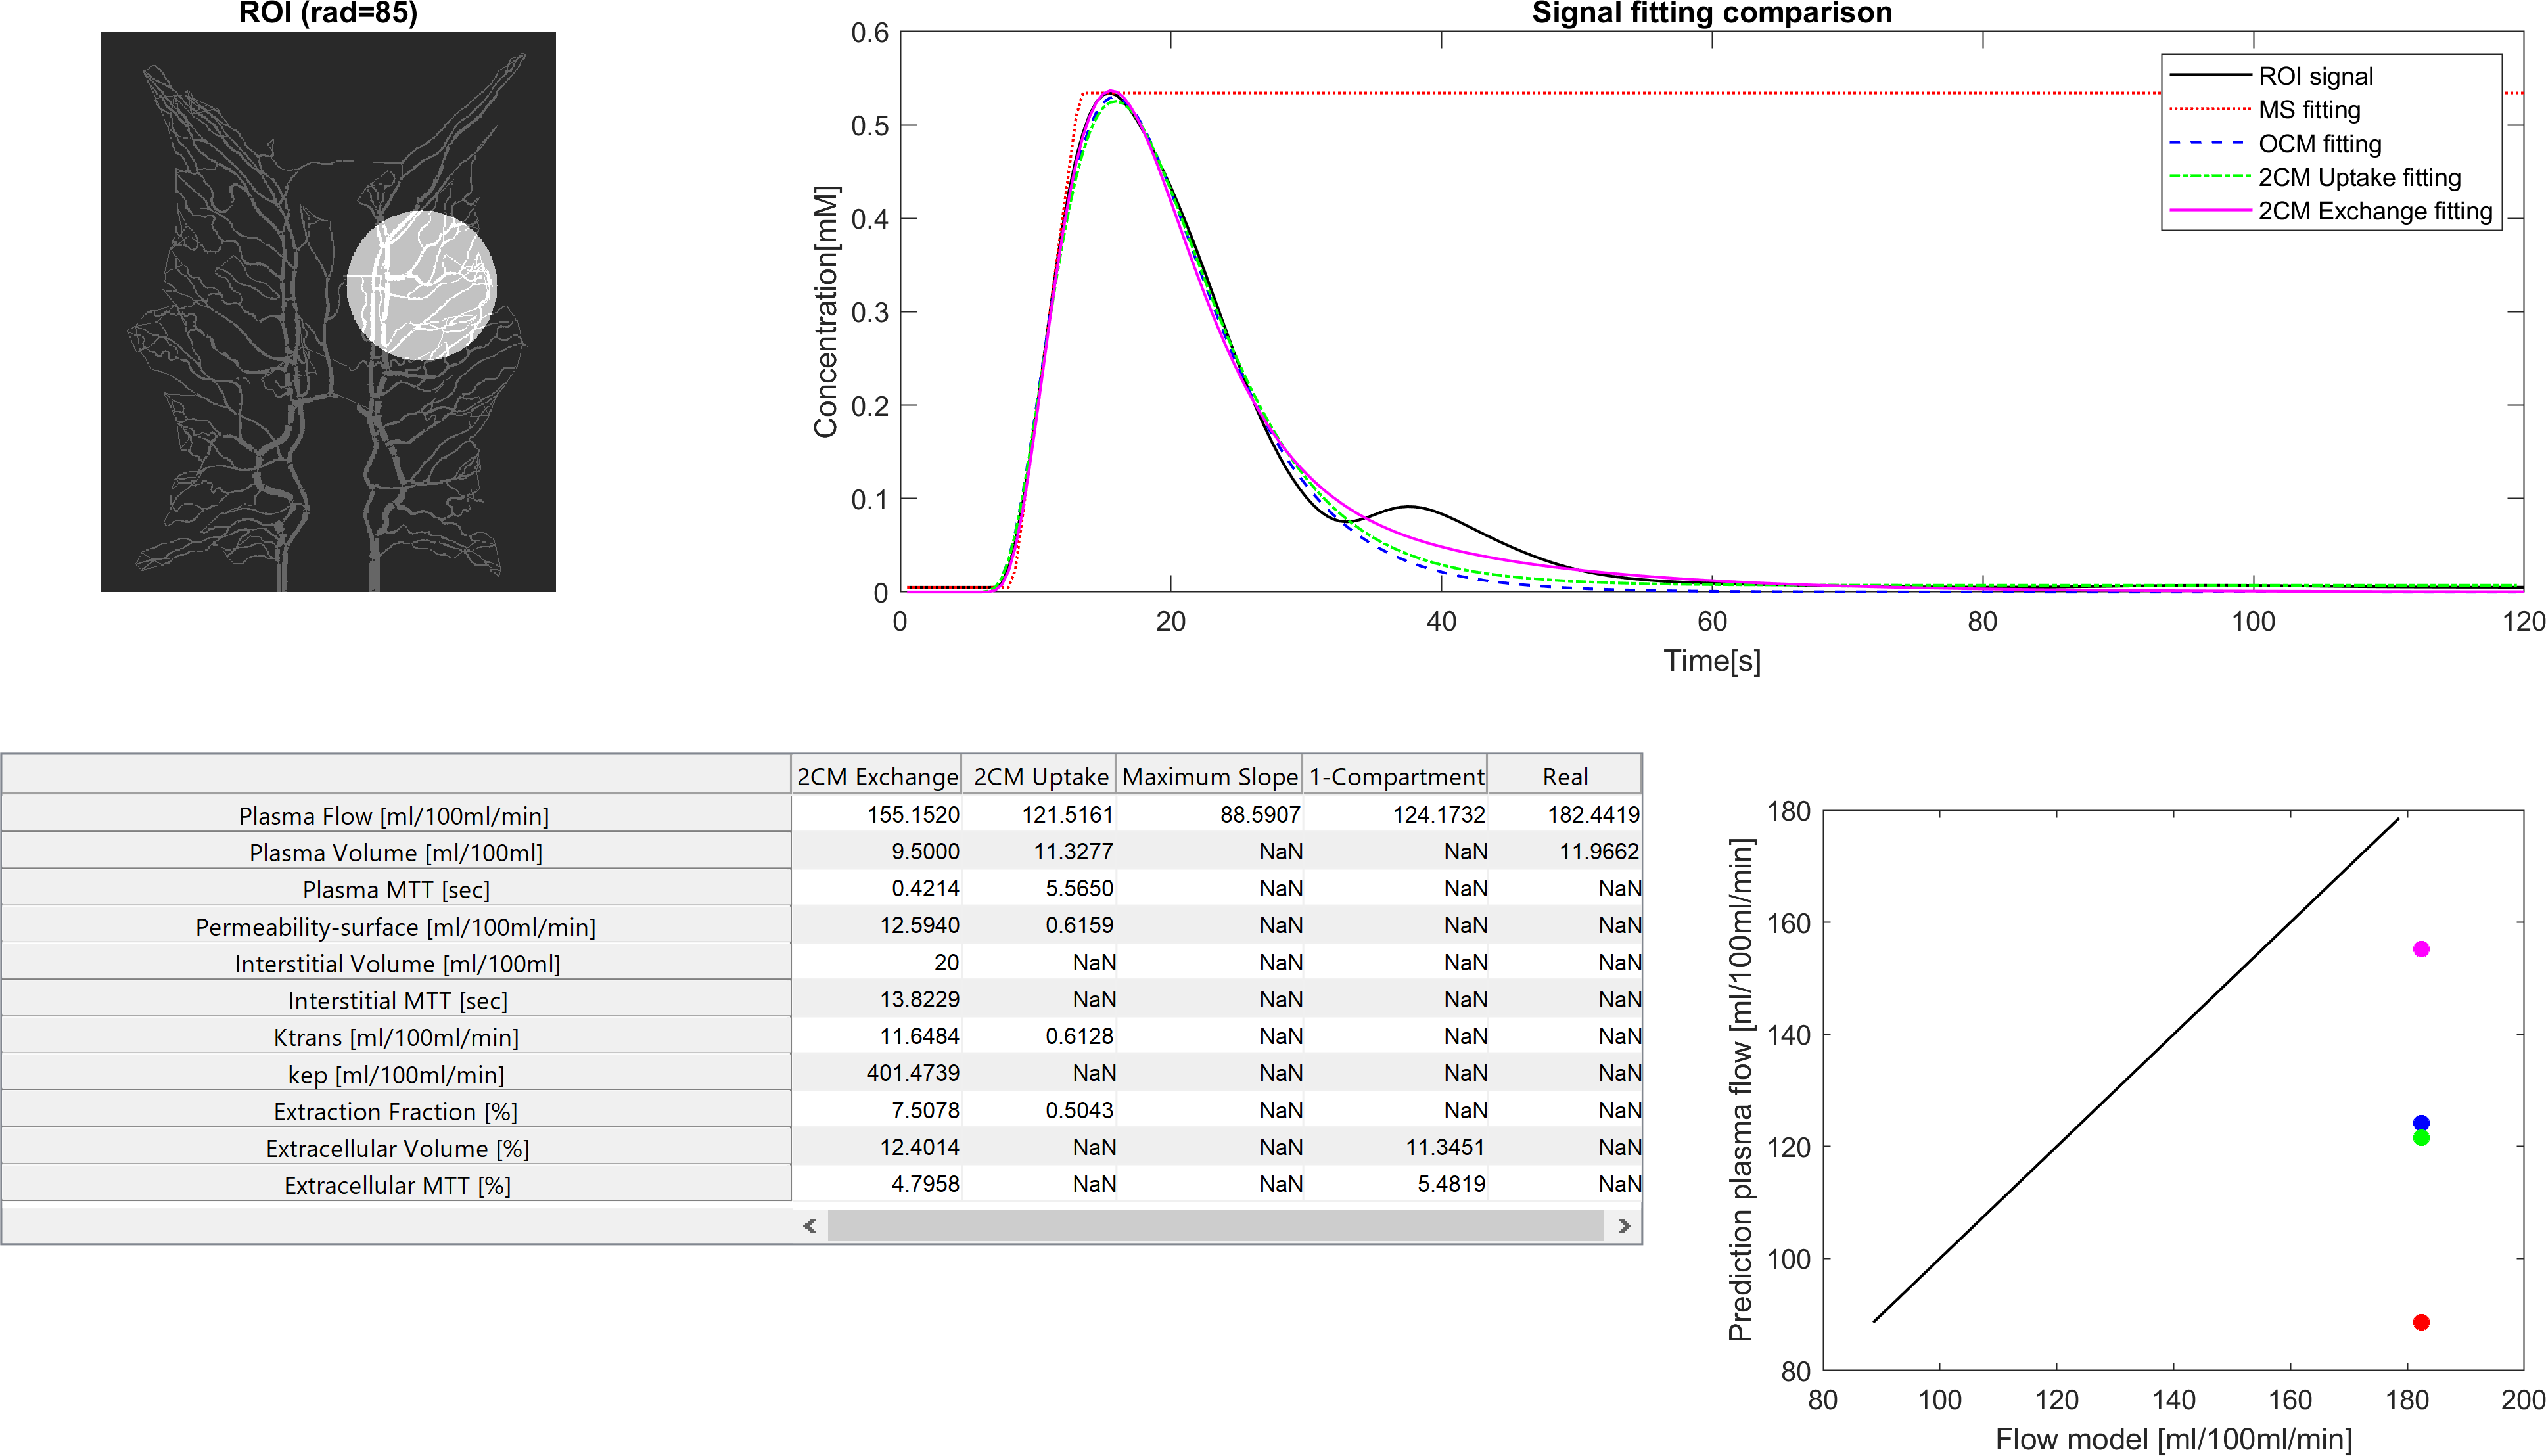 ROI (rad=85)
Signal fitting comparison
0.6
0.5
0.4
0.3
0.2
0.1
0
Concentration[mM]
0 20 40 60 80 100 120
Time[s]
ROI signal
MS fitting
OCM fitting
2CM Uptake fitting
2CM Exchange fitting
2CM Exchange 2CM Uptake Maximum Slope 1-Compartment Real
Plasma Flow [ml/100ml/min] 155.1520 121.5161 88.5907 124.1732 182.4419
Plasma Volume [ml/100ml] 9.5000 11.3277 NaN NaN 11.9662
Plasma MTT [sec] 0.4214 5.5650 NaN NaN NaN
Permeability-surface [ml/100ml/min] 12.5940 0.6159 NaN NaN NaN
Interstitial Volume [ml/100ml] 20 NaN NaN NaN NaN
Interstitial MTT [sec] 13.8229 NaN NaN NaN NaN
Ktrans [ml/100ml/min] 11.6484 0.6128 NaN NaN NaN
kep [ml/100ml/min] 401.4739 NaN NaN NaN NaN
Extraction Fraction [%] 7.5078 0.5043 NaN NaN NaN
Extracellular Volume [%] 12.4014 NaN NaN 11.3451 NaN
Extracellular MTT [%] 4.7958 NaN NaN 5.4819 NaN
180
160
140
120
100
80
Prediction plasma flow [ml/100ml/min]
80 100 120 140 160 180 200
Flow model [ml/100ml/min]